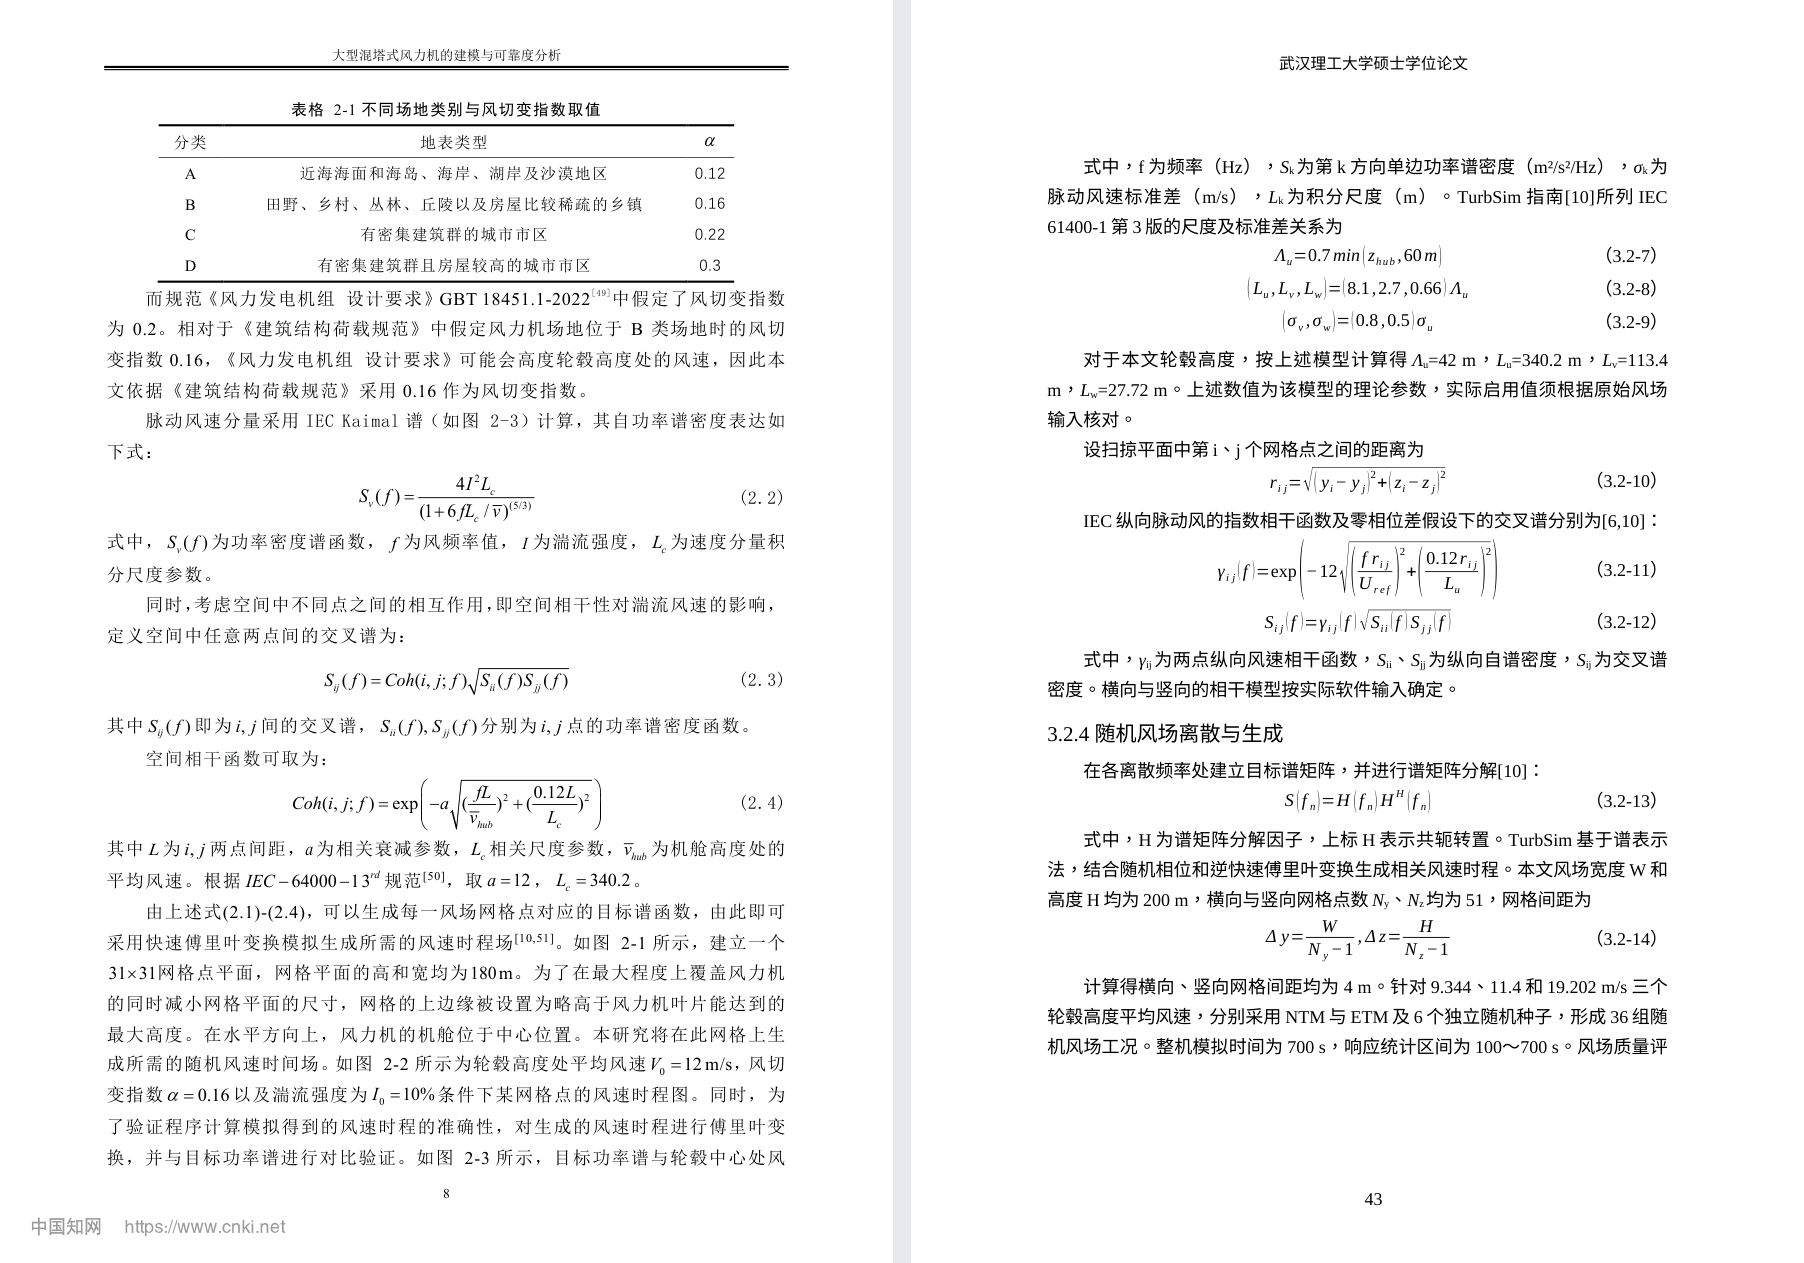 大型混塔式风力机的建模与可靠度分析
表格 2-1 不同场地类别与风切变指数取值
分类 地表类型 α
A 近海海面和海岛、海岸、湖岸及沙漠地区 0.12
B 田野、乡村、丛林、丘陵以及房屋比较稀疏的乡镇 0.16
C 有密集建筑群的城市市区 0.22
D 有密集建筑群且房屋较高的城市市区 0.3
而规范《风力发电机组 设计要求》GBT 18451.1-2022[49]中假定了风切变指数
为 0.2。相对于《建筑结构荷载规范》中假定风力机场地位于 B 类场地时的风切
变指数 0.16，《风力发电机组 设计要求》可能会高度轮毂高度处的风速，因此本
文依据《建筑结构荷载规范》采用 0.16 作为风切变指数。
脉动风速分量采用 IEC Kaimal 谱（如图 2-3）计算，其自功率谱密度表达如
下式：
S_v(f) = 4I²L_c / (1+6fL_c / v̅)^(5/3) (2.2)
式中，S_v(f) 为功率密度谱函数，f 为风频率值，I 为湍流强度，L_c 为速度分量积
分尺度参数。
同时，考虑空间中不同点之间的相互作用，即空间相干性对湍流风速的影响，
定义空间中任意两点间的交叉谱为：
S_ij(f) = Coh(i, j; f)√(S_ii(f)S_jj(f)) (2.3)
其中 S_ij(f) 即为 i, j 间的交叉谱，S_ii(f), S_jj(f) 分别为 i, j 点的功率谱密度函数。
空间相干函数可取为：
Coh(i, j; f) = exp(−a√((fL / v̅_hub)² + (0.12L / L_c)²)) (2.4)
其中 L 为 i, j 两点间距，a 为相关衰减参数，L_c 相关尺度参数，v̅_hub 为机舱高度处的
平均风速。根据 IEC−64000−13^rd 规范[50]，取 a =12，L_c =340.2。
由上述式(2.1)-(2.4)，可以生成每一风场网格点对应的目标谱函数，由此即可
采用快速傅里叶变换模拟生成所需的风速时程场[10,51]。如图 2-1 所示，建立一个
31×31网格点平面，网格平面的高和宽均为180m。为了在最大程度上覆盖风力机
的同时减小网格平面的尺寸，网格的上边缘被设置为略高于风力机叶片能达到的
最大高度。在水平方向上，风力机的机舱位于中心位置。本研究将在此网格上生
成所需的随机风速时间场。如图 2-2 所示为轮毂高度处平均风速V₀ =12m/s，风切
变指数α = 0.16 以及湍流强度为 I₀ =10%条件下某网格点的风速时程图。同时，为
了验证程序计算模拟得到的风速时程的准确性，对生成的风速时程进行傅里叶变
换，并与目标功率谱进行对比验证。如图 2-3 所示，目标功率谱与轮毂中心处风
8
中国知网 https://www.cnki.net
武汉理工大学硕士学位论文
式中，f 为频率（Hz），S_k 为第 k 方向单边功率谱密度（m²/s²/Hz），σ_k 为
脉动风速标准差（m/s），L_k 为积分尺度（m）。TurbSim 指南[10]所列 IEC
61400-1 第 3 版的尺度及标准差关系为
Λ_u=0.7 min(z_hub, 60 m) （3.2-7）
(L_u, L_v, L_w)=(8.1, 2.7, 0.66) Λ_u （3.2-8）
(σ_v, σ_w)=(0.8, 0.5)σ_u （3.2-9）
对于本文轮毂高度，按上述模型计算得 Λ_u=42 m，L_u=340.2 m，L_v=113.4
m，L_w=27.72 m。上述数值为该模型的理论参数，实际启用值须根据原始风场
输入核对。
设扫掠平面中第 i、j 个网格点之间的距离为
r_ij=√((y_i−y_j)²+(z_i−z_j)²) （3.2-10）
IEC 纵向脉动风的指数相干函数及零相位差假设下的交叉谱分别为[6,10]：
γ_ij(f)=exp(−12√((f r_ij / U_ref)²+(0.12 r_ij / L_u)²)) （3.2-11）
S_ij(f)=γ_ij(f)√(S_ii(f)S_jj(f)) （3.2-12）
式中，γ_ij 为两点纵向风速相干函数，S_ii、S_jj 为纵向自谱密度，S_ij 为交叉谱
密度。横向与竖向的相干模型按实际软件输入确定。
3.2.4 随机风场离散与生成
在各离散频率处建立目标谱矩阵，并进行谱矩阵分解[10]：
S(f_n)=H(f_n)H^H(f_n) （3.2-13）
式中，H 为谱矩阵分解因子，上标 H 表示共轭转置。TurbSim 基于谱表示
法，结合随机相位和逆快速傅里叶变换生成相关风速时程。本文风场宽度 W 和
高度 H 均为 200 m，横向与竖向网格点数 N_y、N_z 均为 51，网格间距为
Δy=W / (N_y−1), Δz=H / (N_z−1) （3.2-14）
计算得横向、竖向网格间距均为 4 m。针对 9.344、11.4 和 19.202 m/s 三个
轮毂高度平均风速，分别采用 NTM 与 ETM 及 6 个独立随机种子，形成 36 组随
机风场工况。整机模拟时间为 700 s，响应统计区间为 100～700 s。风场质量评
43